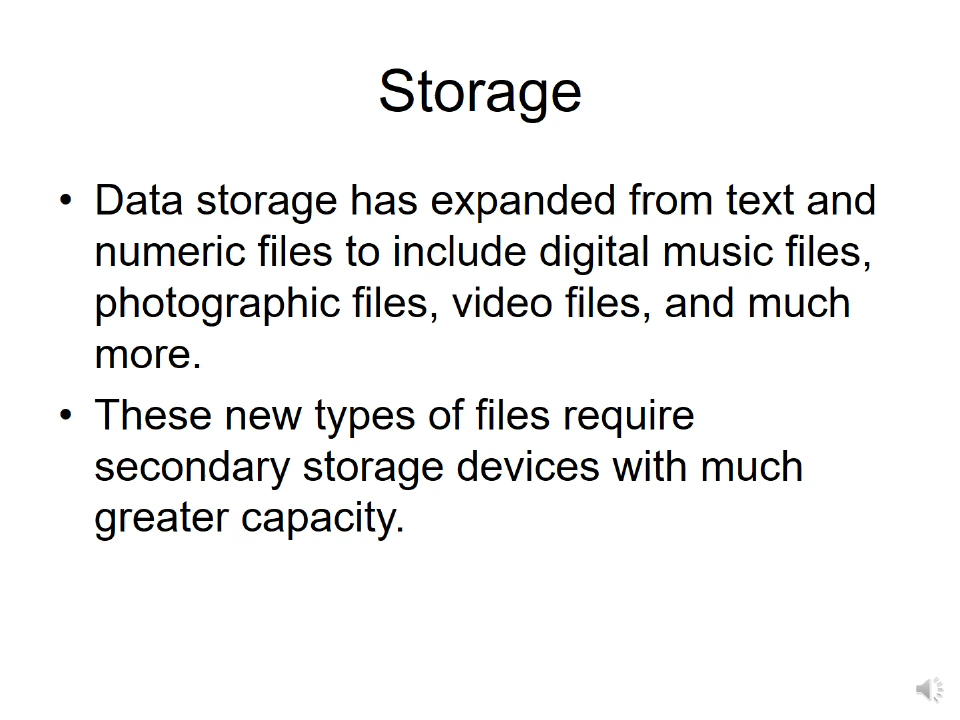 Storage
• Data storage has expanded from text and
numeric files to include digital music files,
photographic files, video files, and much
more.
• These new types of files require
secondary storage devices with much
greater capacity.